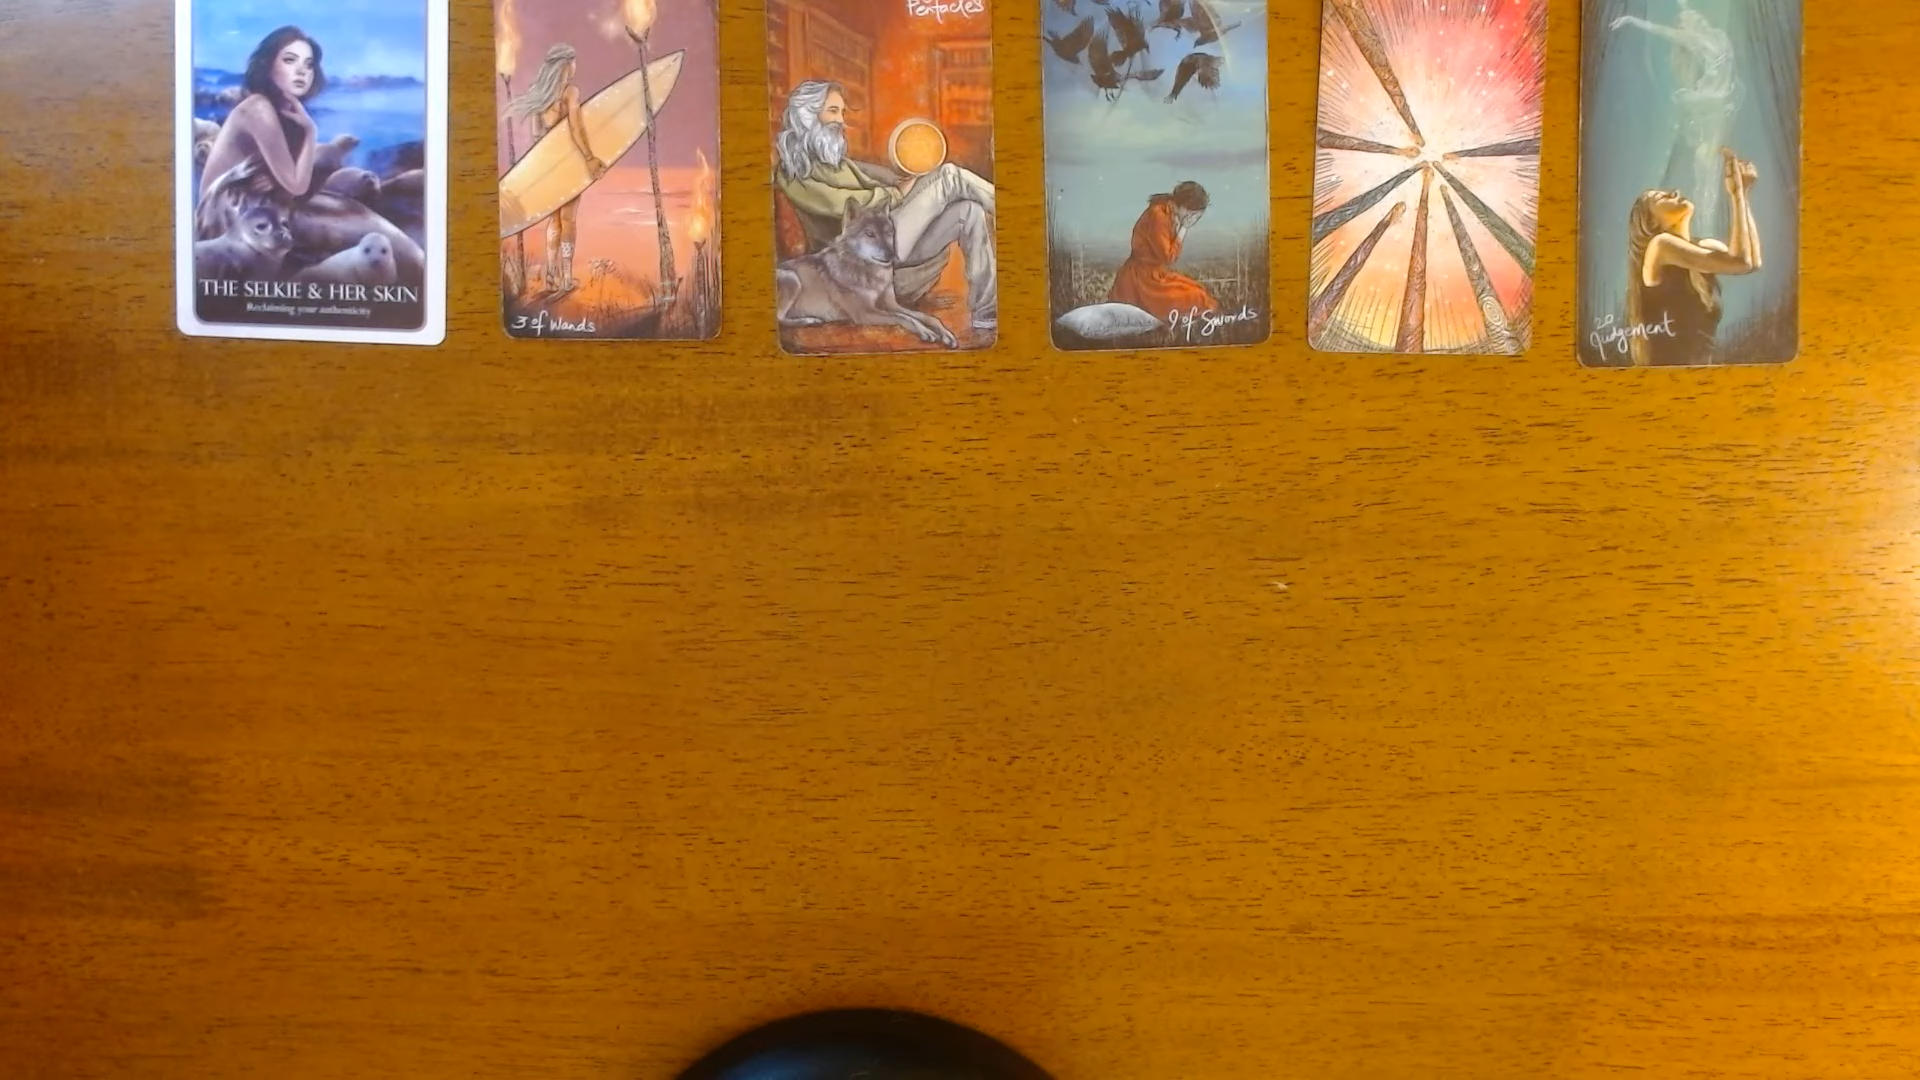 THE SELKIE & HER SKIN
Reclaiming your authenticity
3 of Wands
Pentacles
9 of Swords
20
Judgement